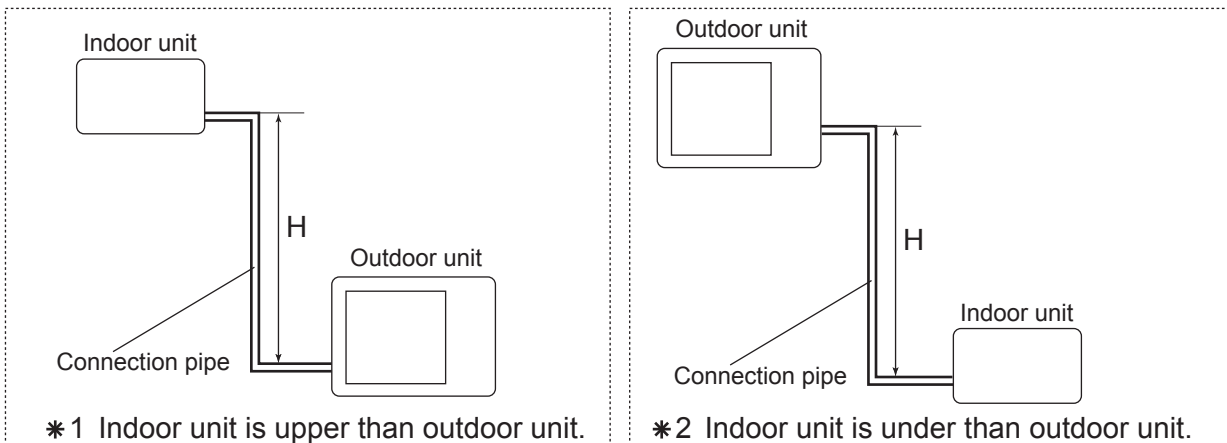 Indoor unit
H
Outdoor unit
Connection pipe
*1 Indoor unit is upper than outdoor unit.
Outdoor unit
H
Indoor unit
Connection pipe
*2 Indoor unit is under than outdoor unit.